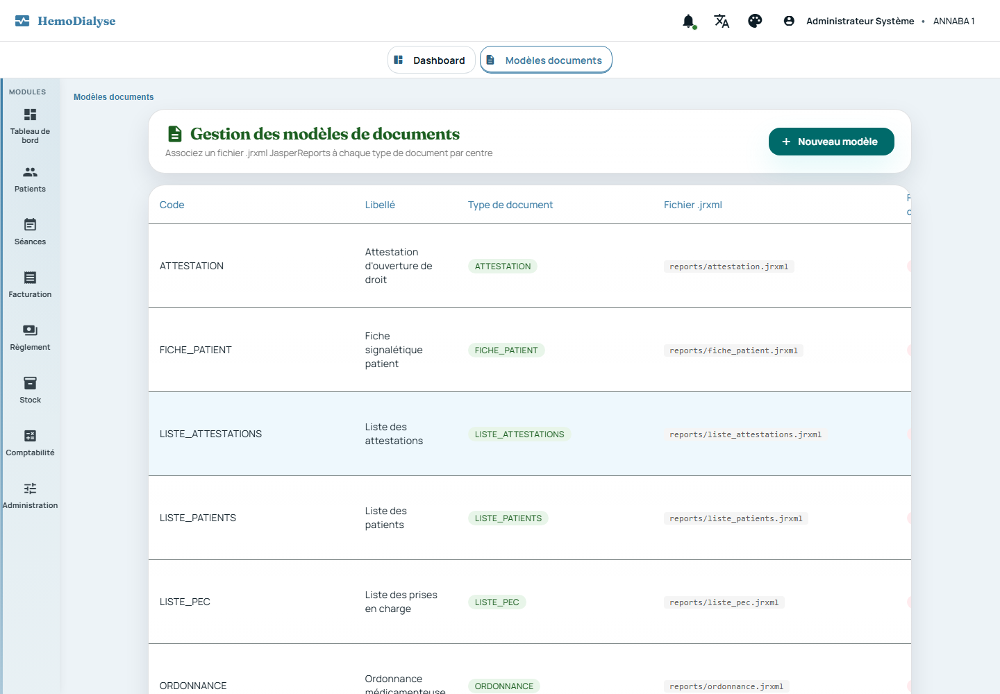 HemoDialyse
Administrateur Système • ANNABA 1
Dashboard
Modèles documents
MODULES
Tableau de
bord
Patients
Séances
Facturation
Règlement
Stock
Comptabilité
Administration
Modèles documents
Gestion des modèles de documents
Associez un fichier .jrxml JasperReports à chaque type de document par centre
+ Nouveau modèle
Code Libellé Type de document Fichier .jrxml
ATTESTATION
Attestation
d'ouverture de
droit
ATTESTATION
reports/attestation.jrxml
FICHE_PATIENT
Fiche
signalétique
patient
FICHE_PATIENT
reports/fiche_patient.jrxml
LISTE_ATTESTATIONS
Liste des
attestations
LISTE_ATTESTATIONS
reports/liste_attestations.jrxml
LISTE_PATIENTS
Liste des
patients
LISTE_PATIENTS
reports/liste_patients.jrxml
LISTE_PEC
Liste des prises
en charge
LISTE_PEC
reports/liste_pec.jrxml
ORDONNANCE
Ordonnance
médicamenteuse
ORDONNANCE
reports/ordonnance.jrxml